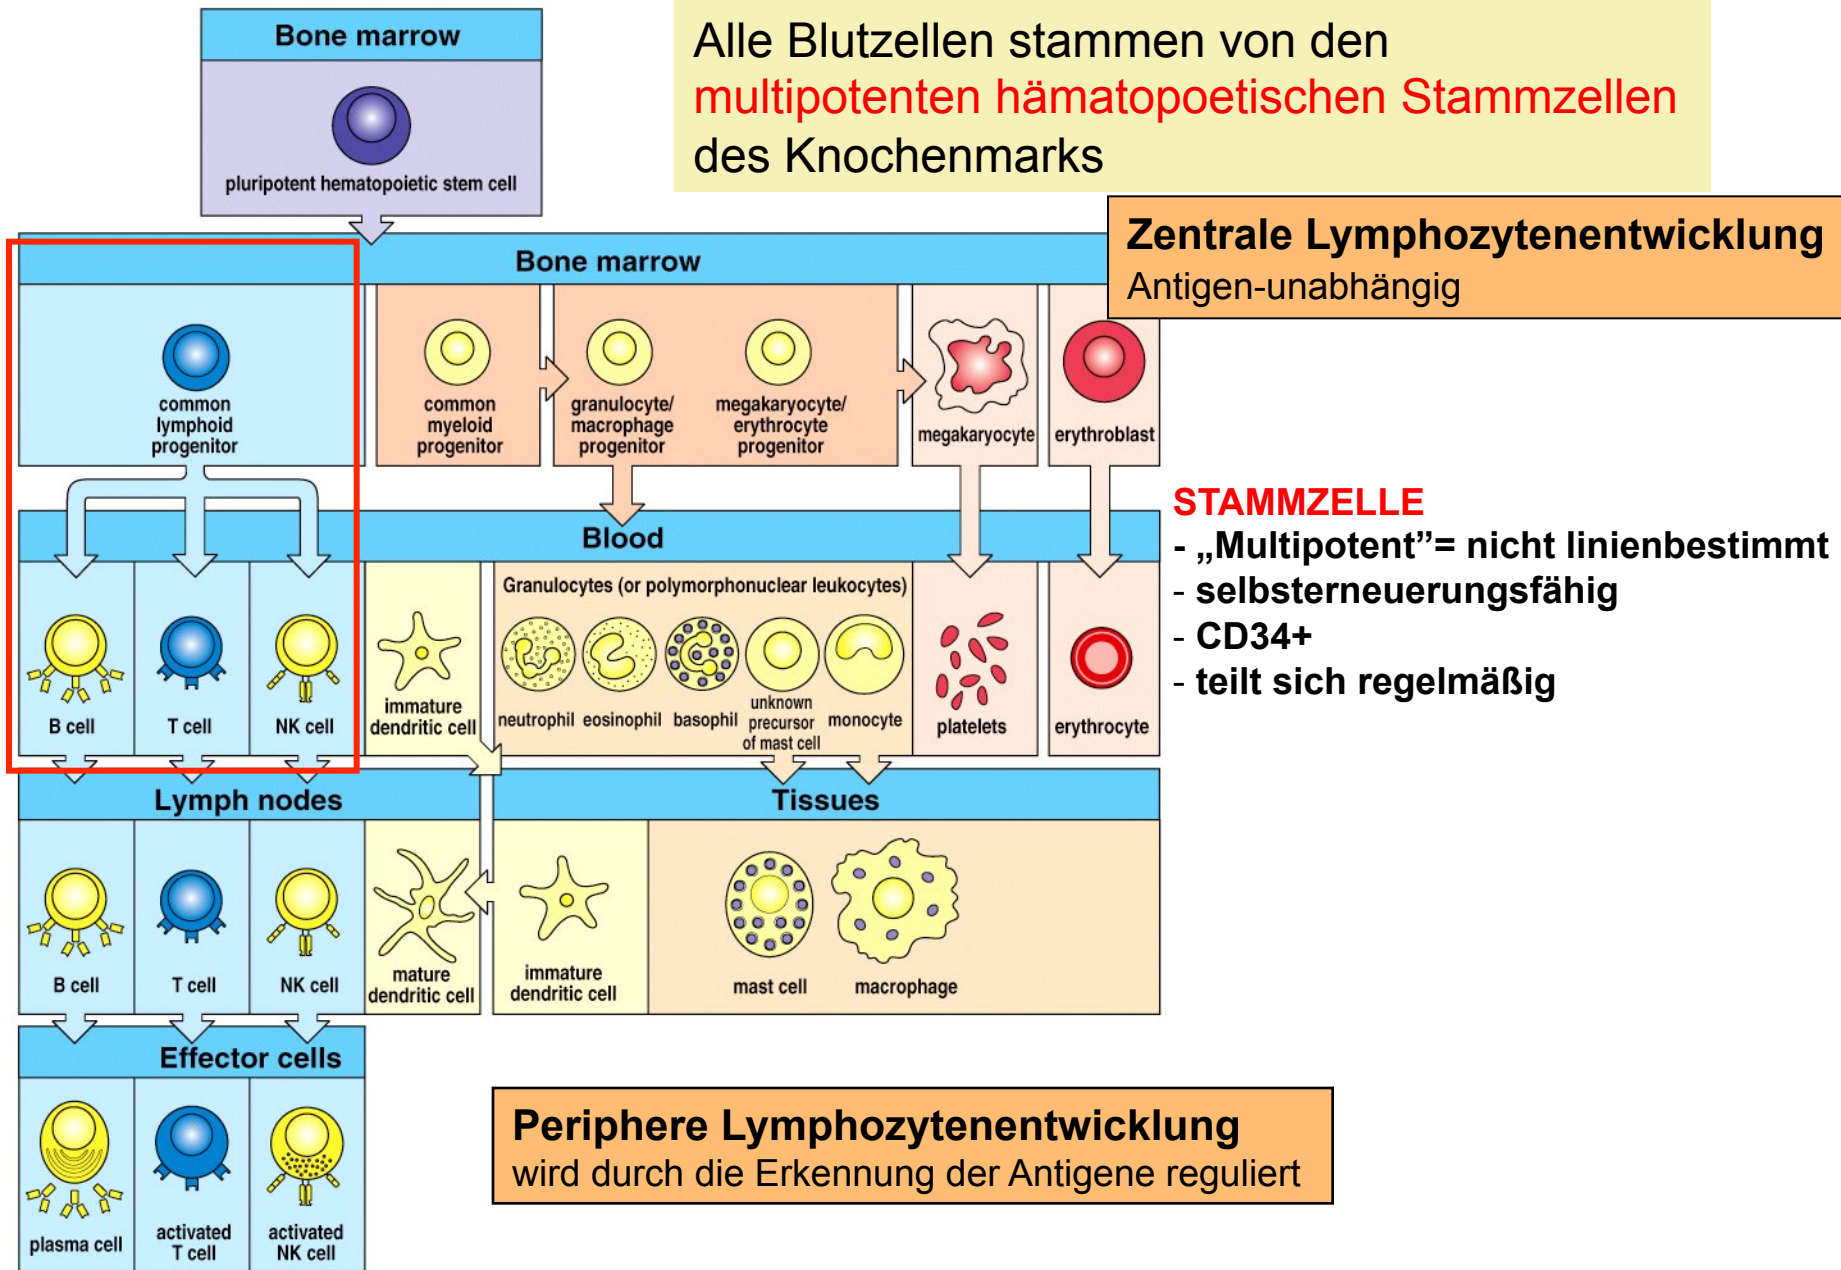 Bone marrow
pluripotent hematopoietic stem cell
Alle Blutzellen stammen von den
multipotenten hämatopoetischen Stammzellen
des Knochenmarks
Zentrale Lymphozytenentwicklung
Antigen-unabhängig
Bone marrow
common
lymphoid
progenitor
common
myeloid
progenitor
granulocyte/
macrophage
progenitor
megakaryocyte/
erythrocyte
progenitor
megakaryocyte
erythroblast
STAMMZELLE
- „Multipotent”= nicht linienbestimmt
- selbsterneuerungsfähig
- CD34+
- teilt sich regelmäßig
Blood
B cell
T cell
NK cell
immature
dendritic cell
Granulocytes (or polymorphonuclear leukocytes)
neutrophil
eosinophil
basophil
unknown
precursor
of mast cell
monocyte
platelets
erythrocyte
Lymph nodes
B cell
T cell
NK cell
mature
dendritic cell
Tissues
immature
dendritic cell
mast cell
macrophage
Effector cells
plasma cell
activated
T cell
activated
NK cell
Periphere Lymphozytenentwicklung
wird durch die Erkennung der Antigene reguliert